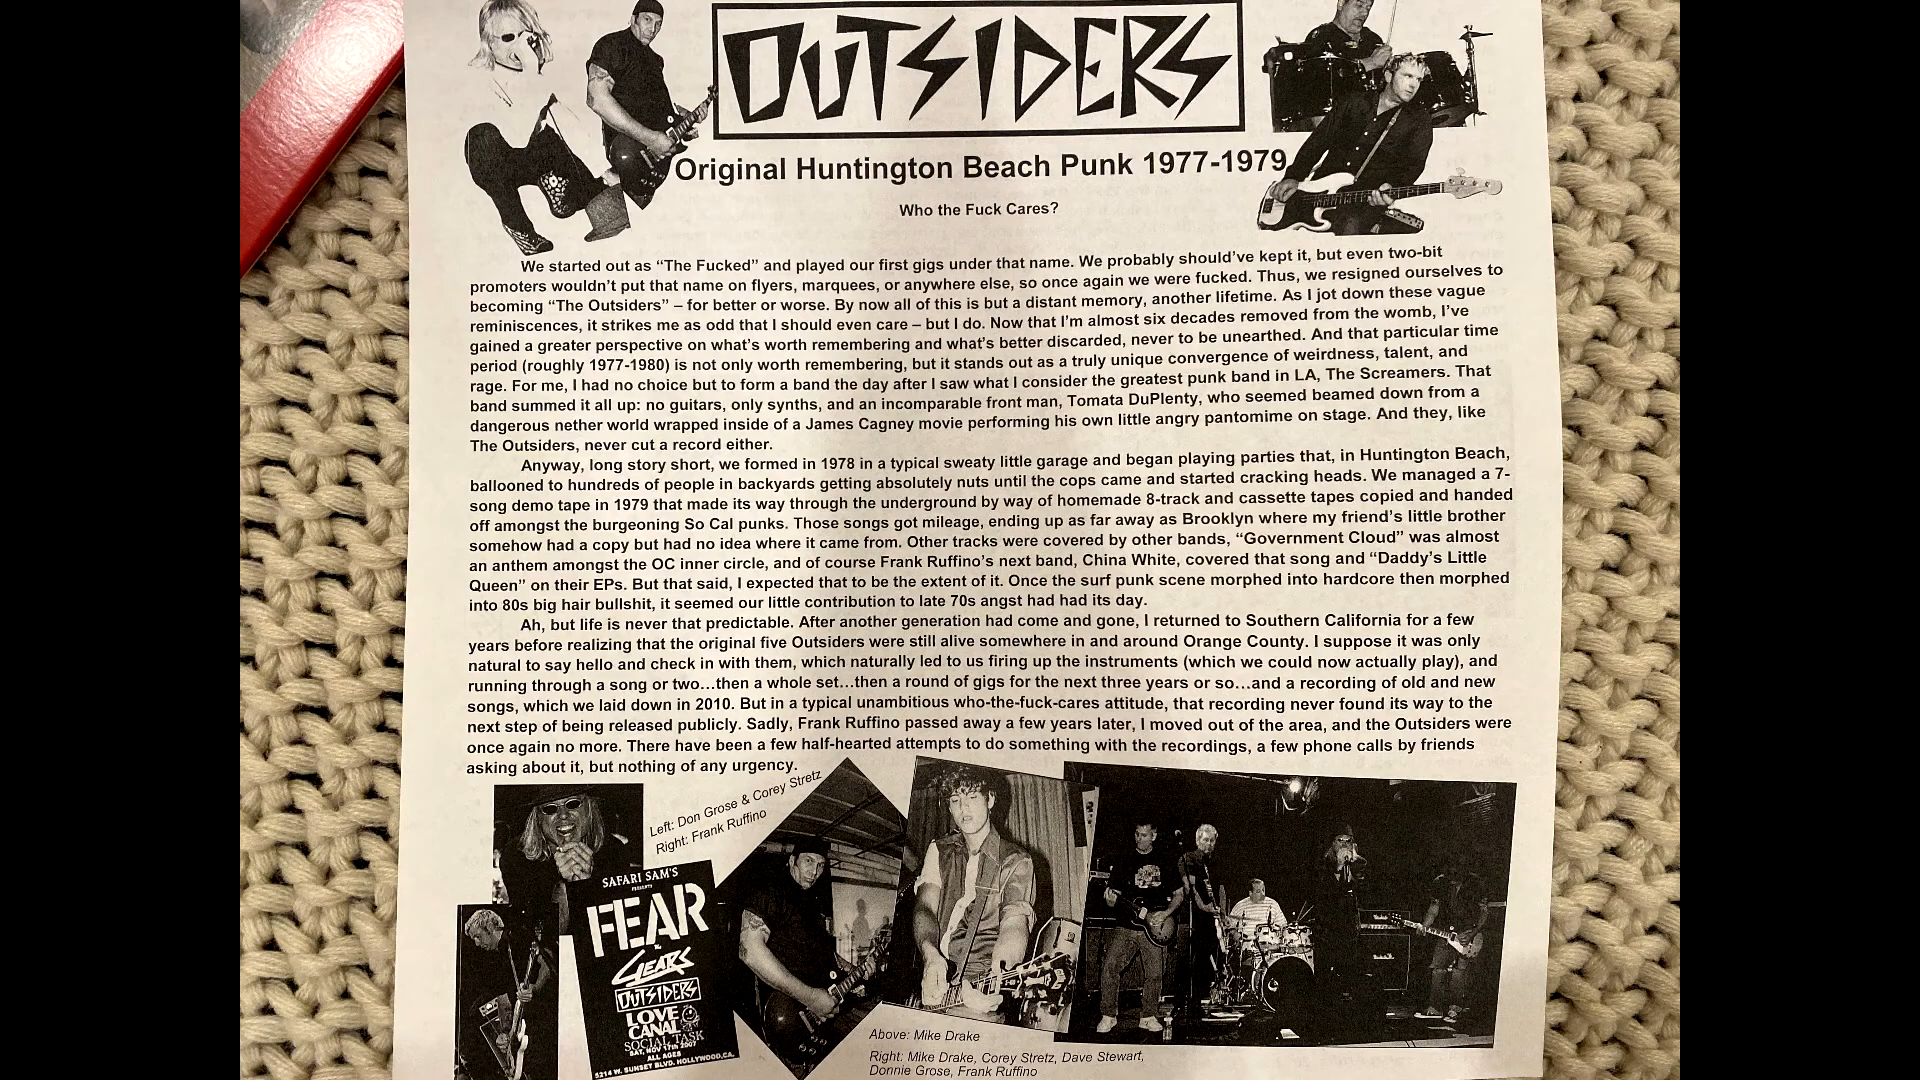 OUTSIDERS
Original Huntington Beach Punk 1977-1979
Who the Fuck Cares?
We started out as “The Fucked” and played our first gigs under that name. We probably should’ve kept it, but even two-bit
promoters wouldn’t put that name on flyers, marquees, or anywhere else, so once again we were fucked. Thus, we resigned ourselves to
becoming “The Outsiders” – for better or worse. By now all of this is but a distant memory, another lifetime. As I jot down these vague
reminiscences, it strikes me as odd that I should even care – but I do. Now that I’m almost six decades removed from the womb, I’ve
gained a greater perspective on what’s worth remembering and what’s better discarded, never to be unearthed. And that particular time
period (roughly 1977-1980) is not only worth remembering, but it stands out as a truly unique convergence of weirdness, talent, and
rage. For me, I had no choice but to form a band the day after I saw what I consider the greatest punk band in LA, The Screamers. That
band summed it all up: no guitars, only synths, and an incomparable front man, Tomata DuPlenty, who seemed beamed down from a
dangerous nether world wrapped inside of a James Cagney movie performing his own little angry pantomime on stage. And they, like
The Outsiders, never cut a record either.
Anyway, long story short, we formed in 1978 in a typical sweaty little garage and began playing parties that, in Huntington Beach,
ballooned to hundreds of people in backyards getting absolutely nuts until the cops came and started cracking heads. We managed a 7-
song demo tape in 1979 that made its way through the underground by way of homemade 8-track and cassette tapes copied and handed
off amongst the burgeoning So Cal punks. Those songs got mileage, ending up as far away as Brooklyn where my friend’s little brother
somehow had a copy but had no idea where it came from. Other tracks were covered by other bands, “Government Cloud” was almost
an anthem amongst the OC inner circle, and of course Frank Ruffino’s next band, China White, covered that song and “Daddy’s Little
Queen” on their EPs. But that said, I expected that to be the extent of it. Once the surf punk scene morphed into hardcore then morphed
into 80s big hair bullshit, it seemed our little contribution to late 70s angst had had its day.
Ah, but life is never that predictable. After another generation had come and gone, I returned to Southern California for a few
years before realizing that the original five Outsiders were still alive somewhere in and around Orange County. I suppose it was only
natural to say hello and check in with them, which naturally led to us firing up the instruments (which we could now actually play), and
running through a song or two…then a whole set…then a round of gigs for the next three years or so…and a recording of old and new
songs, which we laid down in 2010. But in a typical unambitious who-the-fuck-cares attitude, that recording never found its way to the
next step of being released publicly. Sadly, Frank Ruffino passed away a few years later, I moved out of the area, and the Outsiders were
once again no more. There have been a few half-hearted attempts to do something with the recordings, a few phone calls by friends
asking about it, but nothing of any urgency.
Left: Don Grose & Corey Stretz
Right: Frank Ruffino
SAFARI SAM'S
PRESENTS
FEAR
GEARS
OUTSIDERS
LOVE
CANAL
SOCIAL TASK
SAT, NOV 17th 2007
ALL AGES
5214 W. SUNSET BLVD. HOLLYWOOD, CA.
Above: Mike Drake
Right: Mike Drake, Corey Stretz, Dave Stewart,
Donnie Grose, Frank Ruffino